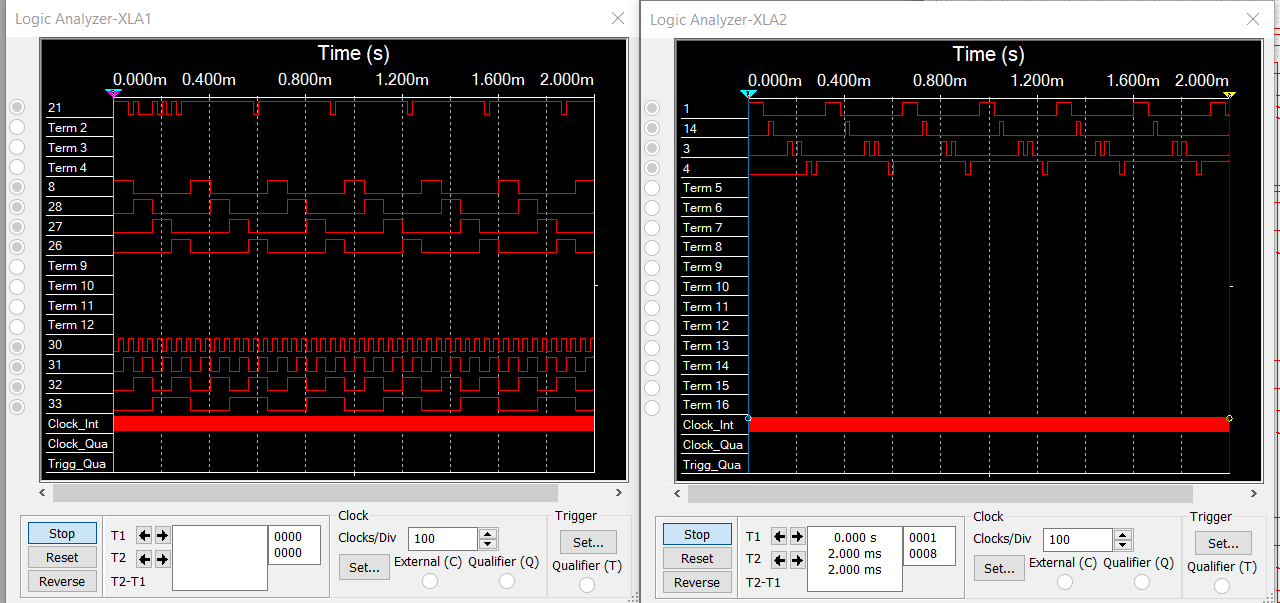 Logic Analyzer-XLA1
Time (s)
0.000m 0.400m 0.800m 1.200m 1.600m 2.000m
21
Term 2
Term 3
Term 4
8
28
27
26
Term 9
Term 10
Term 11
Term 12
30
31
32
33
Clock_Int
Clock_Qua
Trigg_Qua
Stop
Reset
Reverse
T1
T2
T2-T1
0000
0000
Clock
Clocks/Div 100
Set...
External (C) Qualifier (Q)
Trigger
Set...
Qualifier (T)
Logic Analyzer-XLA2
Time (s)
0.000m 0.400m 0.800m 1.200m 1.600m 2.000m
1
14
3
4
Term 5
Term 6
Term 7
Term 8
Term 9
Term 10
Term 11
Term 12
Term 13
Term 14
Term 15
Term 16
Clock_Int
Clock_Qua
Trigg_Qua
Stop
Reset
Reverse
T1
T2
T2-T1
0.000 s
2.000 ms
2.000 ms
0001
0008
Clock
Clocks/Div 100
Set...
External (C) Qualifier (Q)
Trigger
Set...
Qualifier (T)